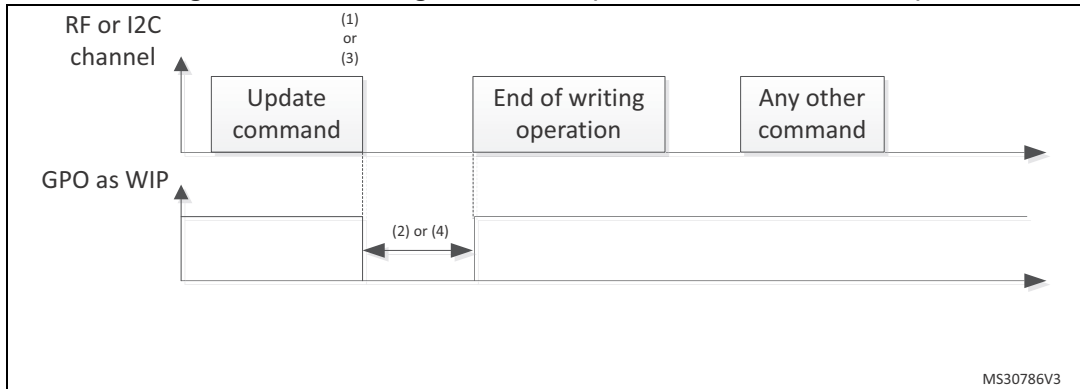 RF or I2C
channel
(1)
or
(3)
Update
command
End of writing
operation
Any other
command
GPO as WIP
(2) or (4)
MS30786V3